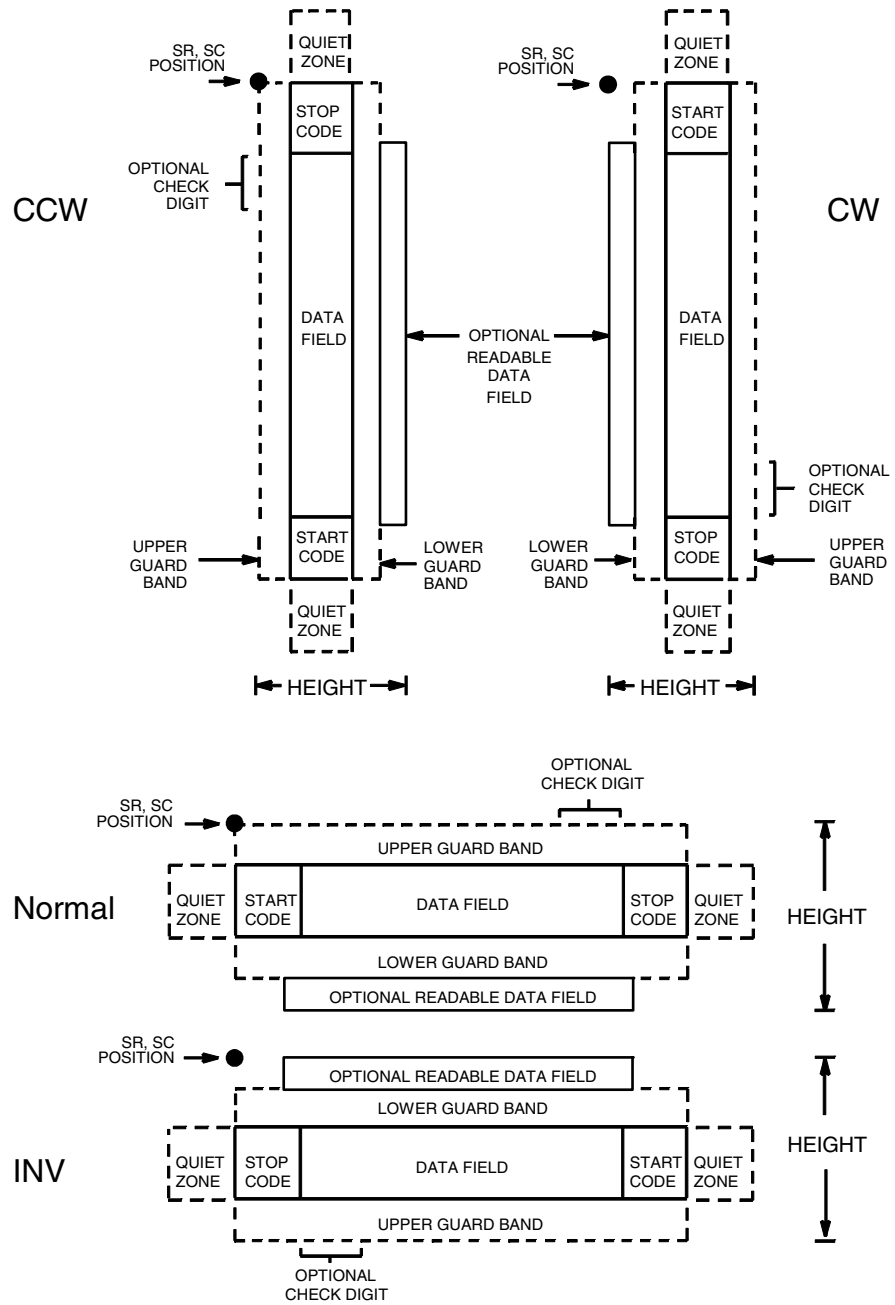 QUIET
ZONE
SR, SC
POSITION
STOP
CODE
OPTIONAL
CHECK
DIGIT
CCW
DATA
FIELD
START
CODE
UPPER
GUARD
BAND
LOWER
GUARD
BAND
QUIET
ZONE
HEIGHT
OPTIONAL
READABLE
DATA
FIELD
QUIET
ZONE
SR, SC
POSITION
START
CODE
CW
DATA
FIELD
OPTIONAL
CHECK
DIGIT
STOP
CODE
LOWER
GUARD
BAND
UPPER
GUARD
BAND
QUIET
ZONE
HEIGHT
OPTIONAL
CHECK DIGIT
SR, SC
POSITION
UPPER GUARD BAND
Normal
QUIET
ZONE
START
CODE
DATA FIELD
STOP
CODE
QUIET
ZONE
HEIGHT
LOWER GUARD BAND
OPTIONAL READABLE DATA FIELD
SR, SC
POSITION
OPTIONAL READABLE DATA FIELD
LOWER GUARD BAND
INV
QUIET
ZONE
STOP
CODE
DATA FIELD
START
CODE
QUIET
ZONE
HEIGHT
UPPER GUARD BAND
OPTIONAL
CHECK DIGIT